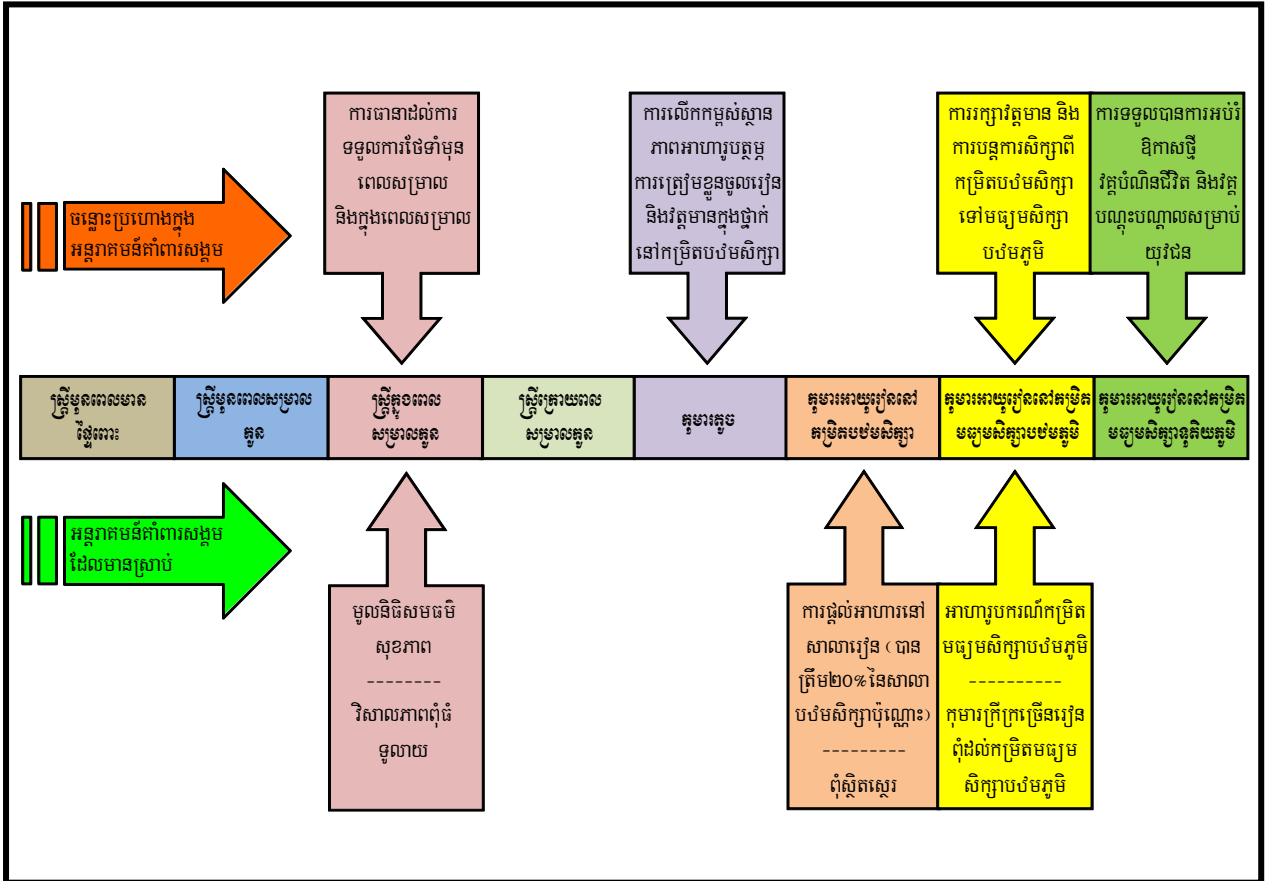 ការធានាដល់ការ
ទទួលការថែទាំមុន
ពេលសម្រាល
និងក្នុងពេលសម្រាល
ការលើកកម្ពស់ស្ថាន
ភាពអាហារូបត្ថម្ភ
ការត្រៀមខ្លួនចូលរៀន
និងវត្តមានក្នុងថ្នាក់
នៅកម្រិតបឋមសិក្សា
ការរក្សាវត្តមាន និង
ការបន្តការសិក្សាពី
កម្រិតបឋមសិក្សា
ទៅមធ្យមសិក្សា
បឋមភូមិ
ការទទួលបានការអប់រំ
ឱកាសថ្មី
វគ្គបំណិនជីវិត និងវគ្គ
បណ្តុះបណ្តាលសម្រាប់
យុវជន
ចន្លោះប្រហោងក្នុង
អន្តរាគមន៍គាំពារសង្គម
ស្ត្រីមុនពេលមាន
ផ្ទៃពោះ
ស្ត្រីមុនពេលសម្រាល
កូន
ស្ត្រីក្នុងពេល
សម្រាលកូន
ស្ត្រីក្រោយពល
សម្រាលកូន
កុមារតូច
កុមារអាយុរៀននៅ
កម្រិតបឋមសិក្សា
កុមារអាយុរៀននៅកម្រិត
មធ្យមសិក្សាបឋមភូមិ
កុមារអាយុរៀននៅកម្រិត
មធ្យមសិក្សាទុតិយភូមិ
អន្តរាគមន៍គាំពារសង្គម
ដែលមានស្រាប់
មូលនិធិសមធម៌
សុខភាព
--------
វិសាលភាពពុំធំ
ទូលាយ
ការផ្តល់អាហារនៅ
សាលារៀន (បាន
ត្រឹម២០%នៃសាលា
បឋមសិក្សាប៉ុណ្ណោះ)
---------
ពុំស្ថិតស្ថេរ
អាហារូបករណ៍កម្រិត
មធ្យមសិក្សាបឋមភូមិ
----------
កុមារក្រីក្រច្រើនរៀន
ពុំដល់កម្រិតមធ្យម
សិក្សាបឋមភូមិ